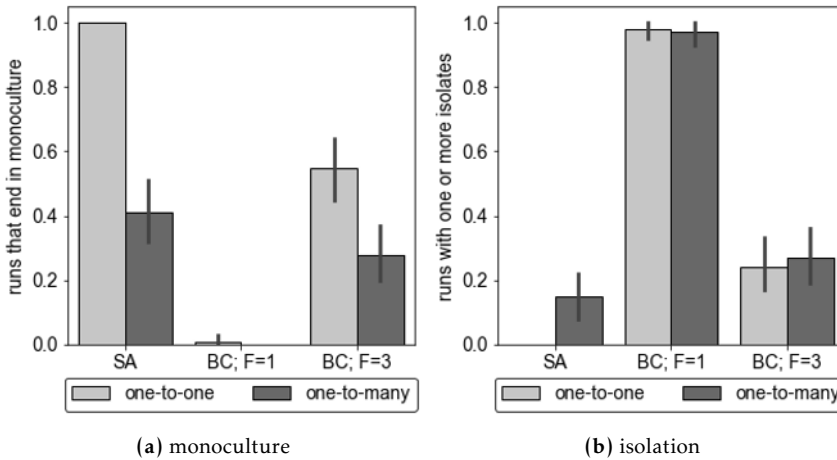 runs that end in monoculture
1.0
0.8
0.6
0.4
0.2
0.0
SA BC; F=1 BC; F=3
one-to-one one-to-many
(a) monoculture
runs with one or more isolates
1.0
0.8
0.6
0.4
0.2
0.0
SA BC; F=1 BC; F=3
one-to-one one-to-many
(b) isolation